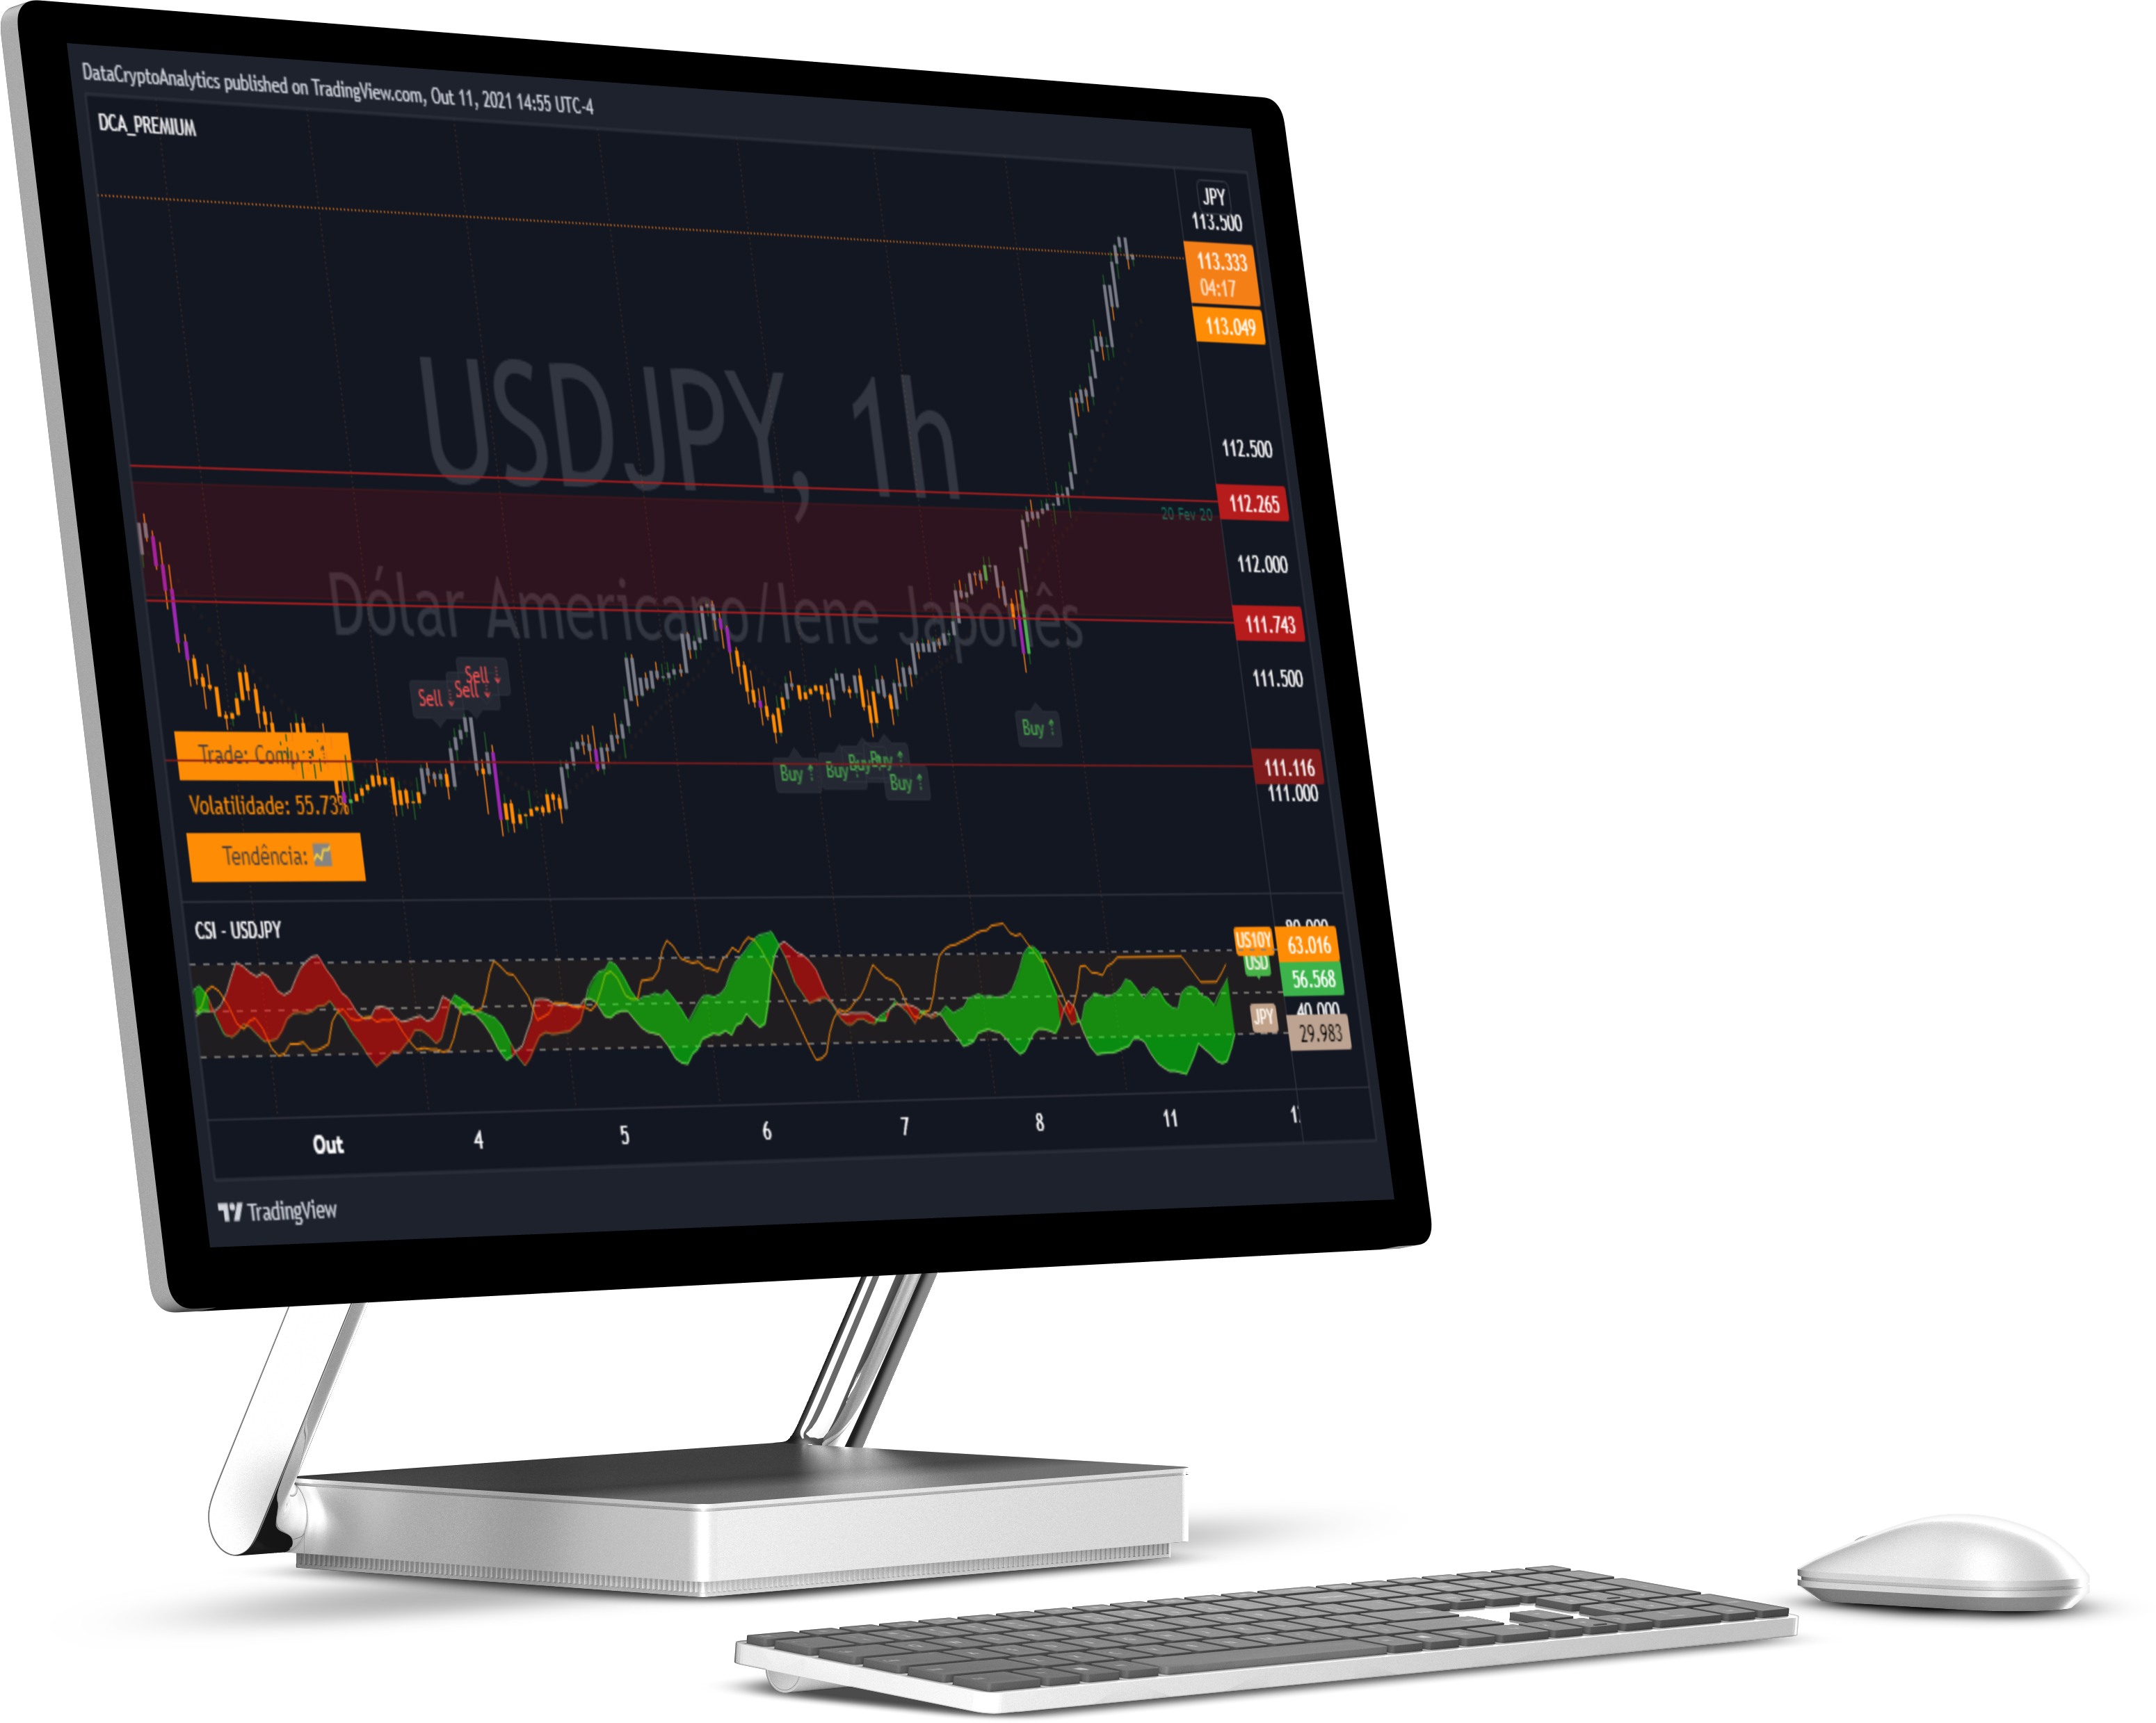 DataCryptoAnalytics published on TradingView.com, Out 11, 2021 14:55 UTC-4
DCA_PREMIUM
JPY
113.500
113.333
04:17
113.049
USDJPY, 1h
112.500
112.265
20 Fev 20
112.000
Dólar Americano/Iene Japonês
111.743
111.500
Sell ↓
Sell ↓
Sell ↓
Buy ↑
Trade:
Buy ↑
Buy
Buy
Buy ↑
Buy ↑
111.116
111.000
Volatilidade: 55.73%
Tendência:
CSI - USDJPY
80.000
US10Y 63.016
USD 56.568
40.000
JPY 29.983
Out 4 5 6 7 8 11
TradingView